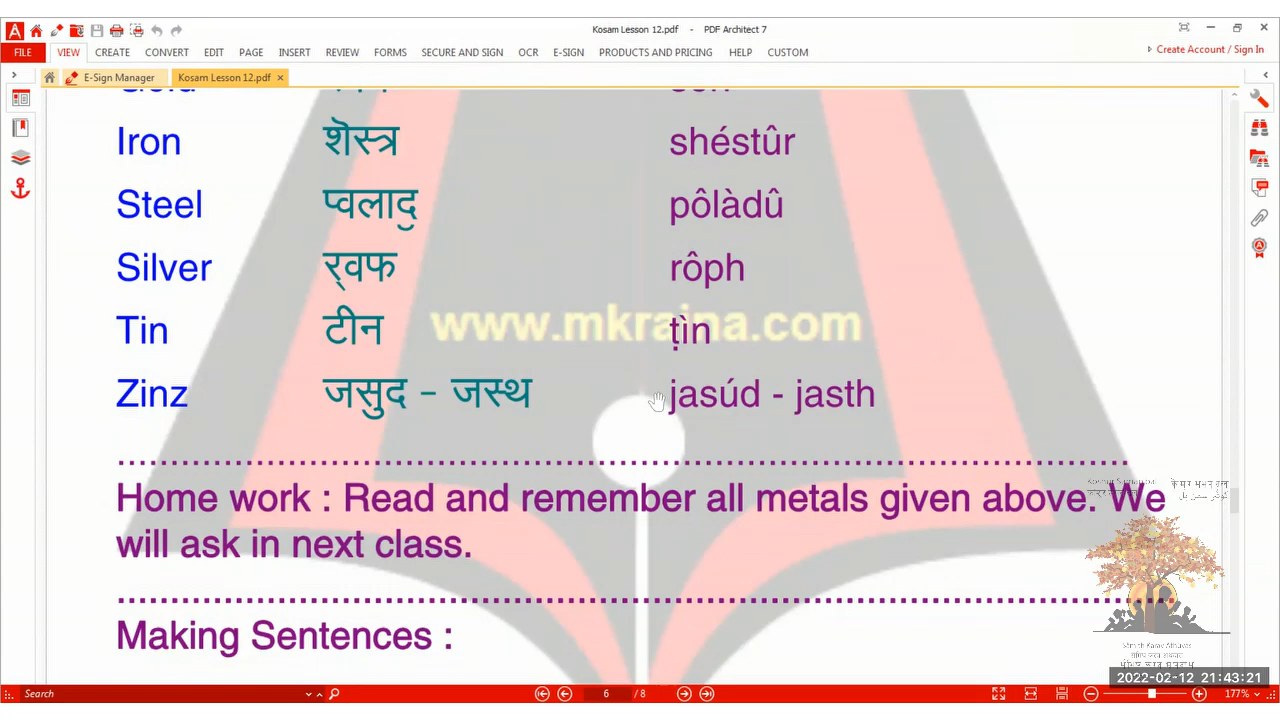 Kosam Lesson 12.pdf - PDF Architect 7
FILE VIEW CREATE CONVERT EDIT PAGE INSERT REVIEW FORMS SECURE AND SIGN OCR E-SIGN PRODUCTS AND PRICING HELP CUSTOM
Create Account / Sign In
E-Sign Manager Kosam Lesson 12.pdf
Iron शॆस्त्र shéstûr
Steel प्वलादॖ pôlàdû
Silver र्वफ rôph
www.mkraina.com
Tin टीन ṭìn
Zinz जसुद - जस्थ jasúd - jasth
Home work : Read and remember all metals given above. We
will ask in next class.
Making Sentences :
2022-02-12 21:43:21
Search 6 / 8 177%